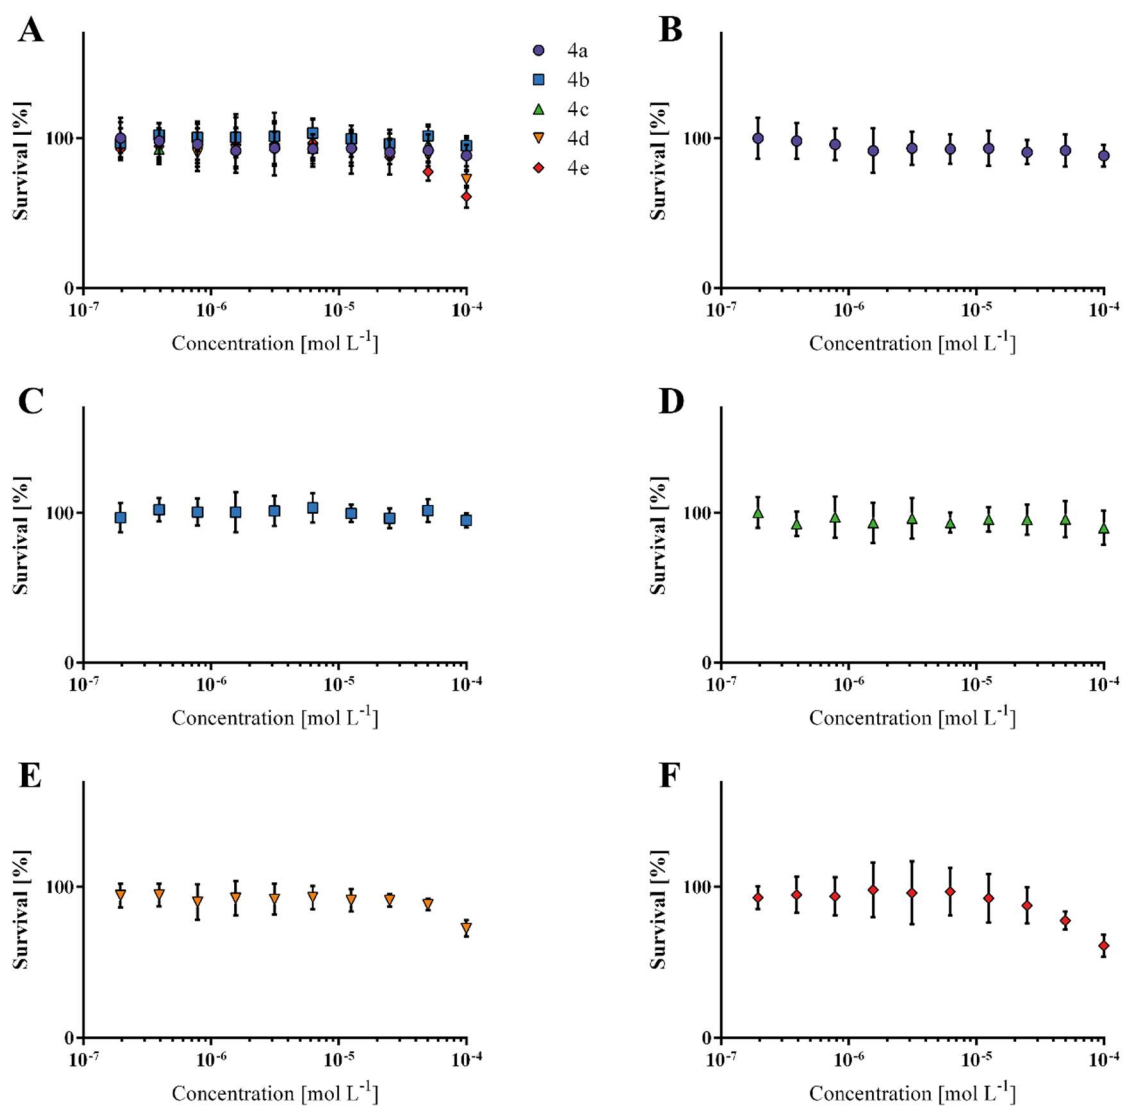 A
4a
4b
4c
4d
4e
Survival [%]
100
0
10-7
10-6
10-5
10-4
Concentration [mol L-1]
B
Survival [%]
100
0
10-7
10-6
10-5
10-4
Concentration [mol L-1]
C
Survival [%]
100
0
10-7
10-6
10-5
10-4
Concentration [mol L-1]
D
Survival [%]
100
0
10-7
10-6
10-5
10-4
Concentration [mol L-1]
E
Survival [%]
100
0
10-7
10-6
10-5
10-4
Concentration [mol L-1]
F
Survival [%]
100
0
10-7
10-6
10-5
10-4
Concentration [mol L-1]